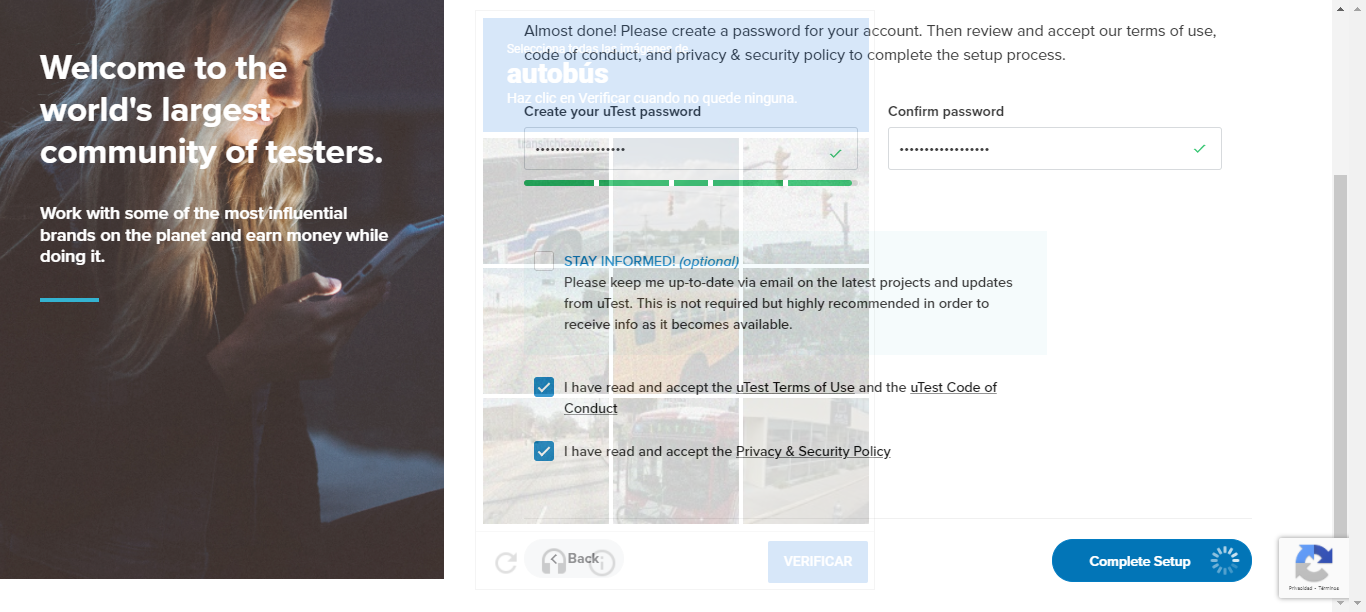 Welcome to the
world's largest
community of testers.
Work with some of the most influential
brands on the planet and earn money while
doing it.
Almost done! Please create a password for your account. Then review and accept our terms of use,
code of conduct, and privacy & security policy to complete the setup process.
Selecciona todas las imágenes de
autobús
Haz clic en Verificar cuando no quede ninguna.
Create your uTest password
Confirm password
STAY INFORMED! (optional)
Please keep me up-to-date via email on the latest projects and updates
from uTest. This is not required but highly recommended in order to
receive info as it becomes available.
I have read and accept the uTest Terms of Use and the uTest Code of
Conduct
I have read and accept the Privacy & Security Policy
Back
VERIFICAR
Complete Setup
Privacidad - Términos